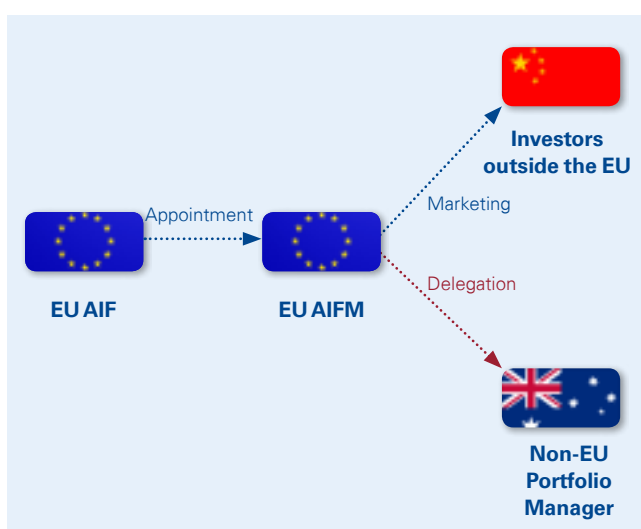 Investors
outside the EU
Appointment
Marketing
EU AIF
EU AIFM
Delegation
Non-EU
Portfolio
Manager